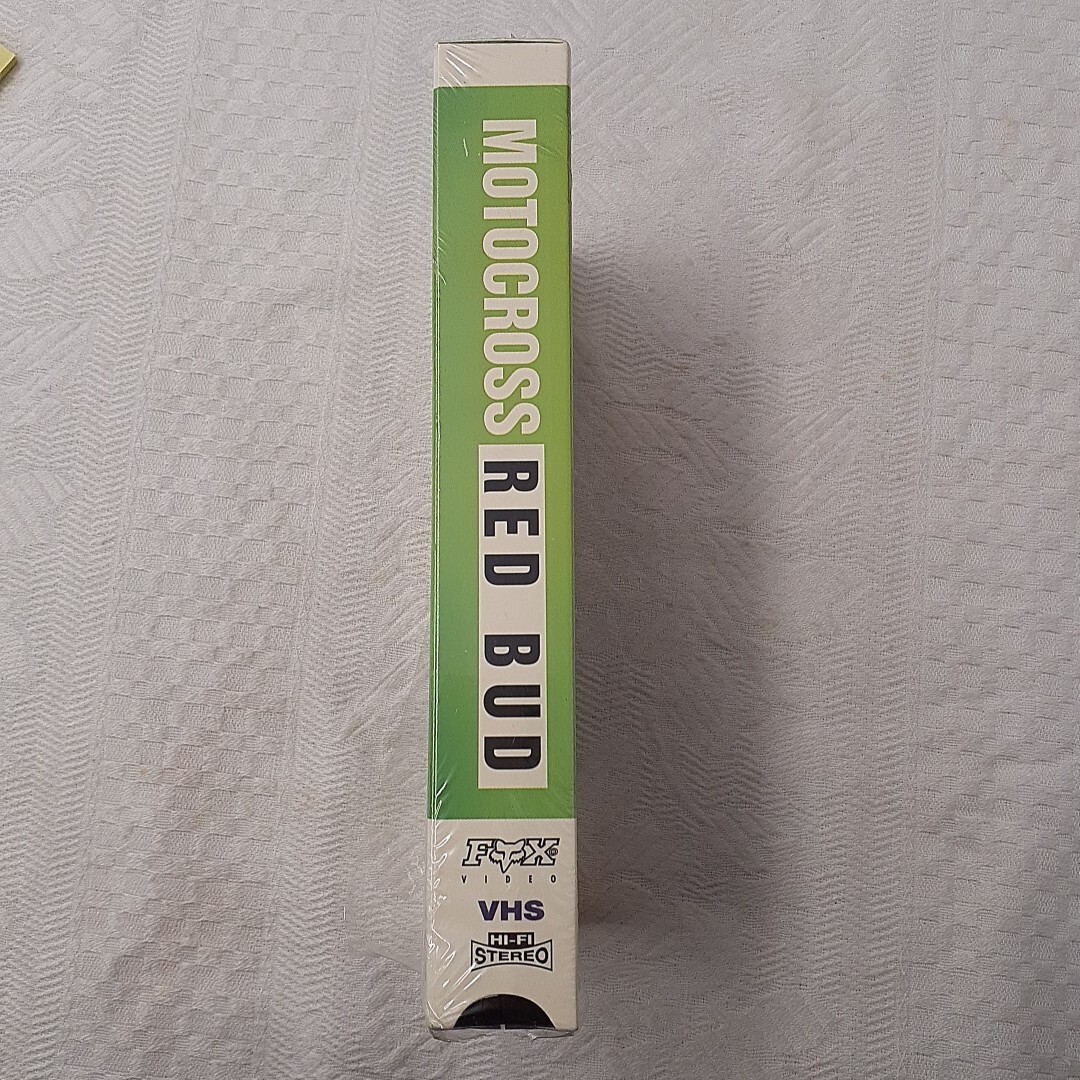 MOTOCROSS RED BUD
FOX
VIDEO
VHS
HI-FI
STEREO